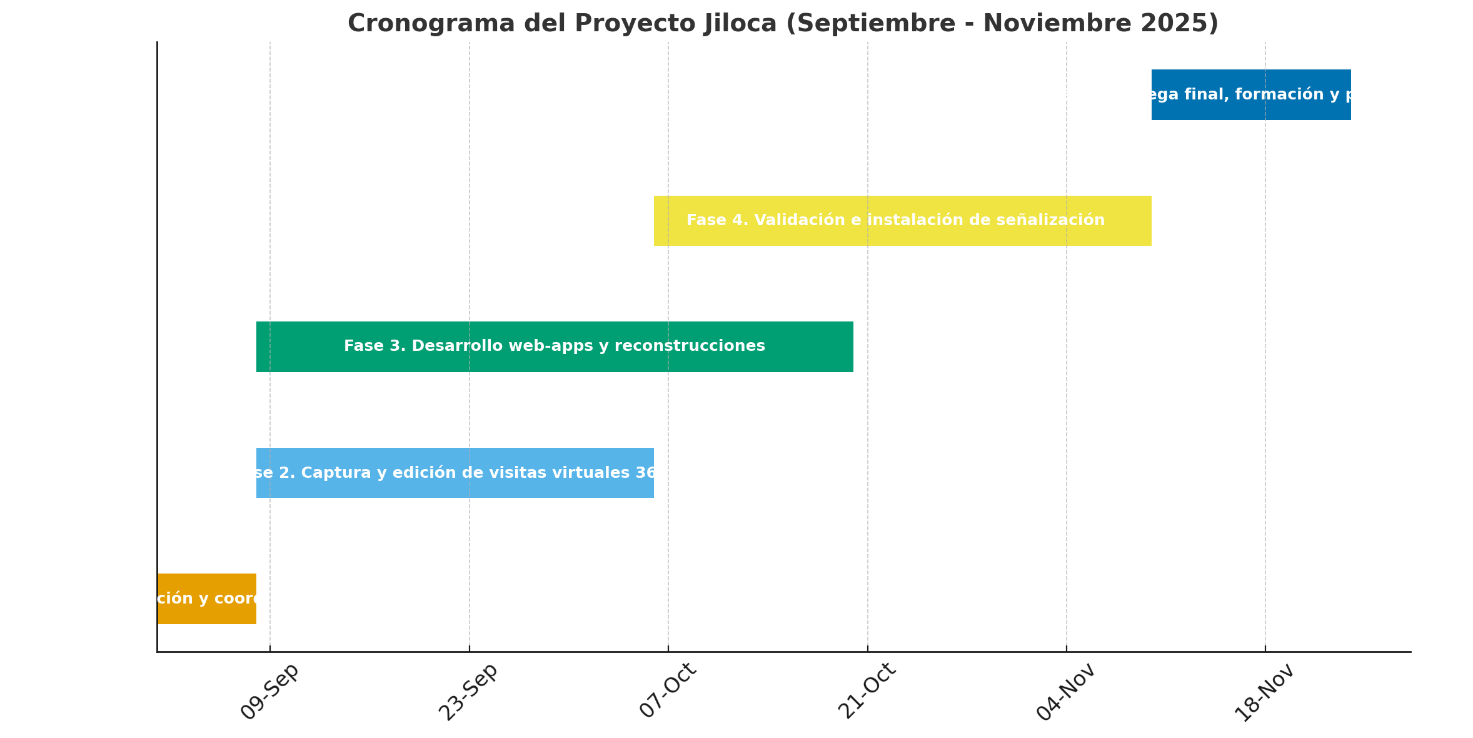 Cronograma del Proyecto Jiloca (Septiembre - Noviembre 2025)
ega final, formación y p
Fase 4. Validación e instalación de señalización
Fase 3. Desarrollo web-apps y reconstrucciones
se 2. Captura y edición de visitas virtuales 36
ción y coor
09-Sep
23-Sep
07-Oct
21-Oct
04-Nov
18-Nov